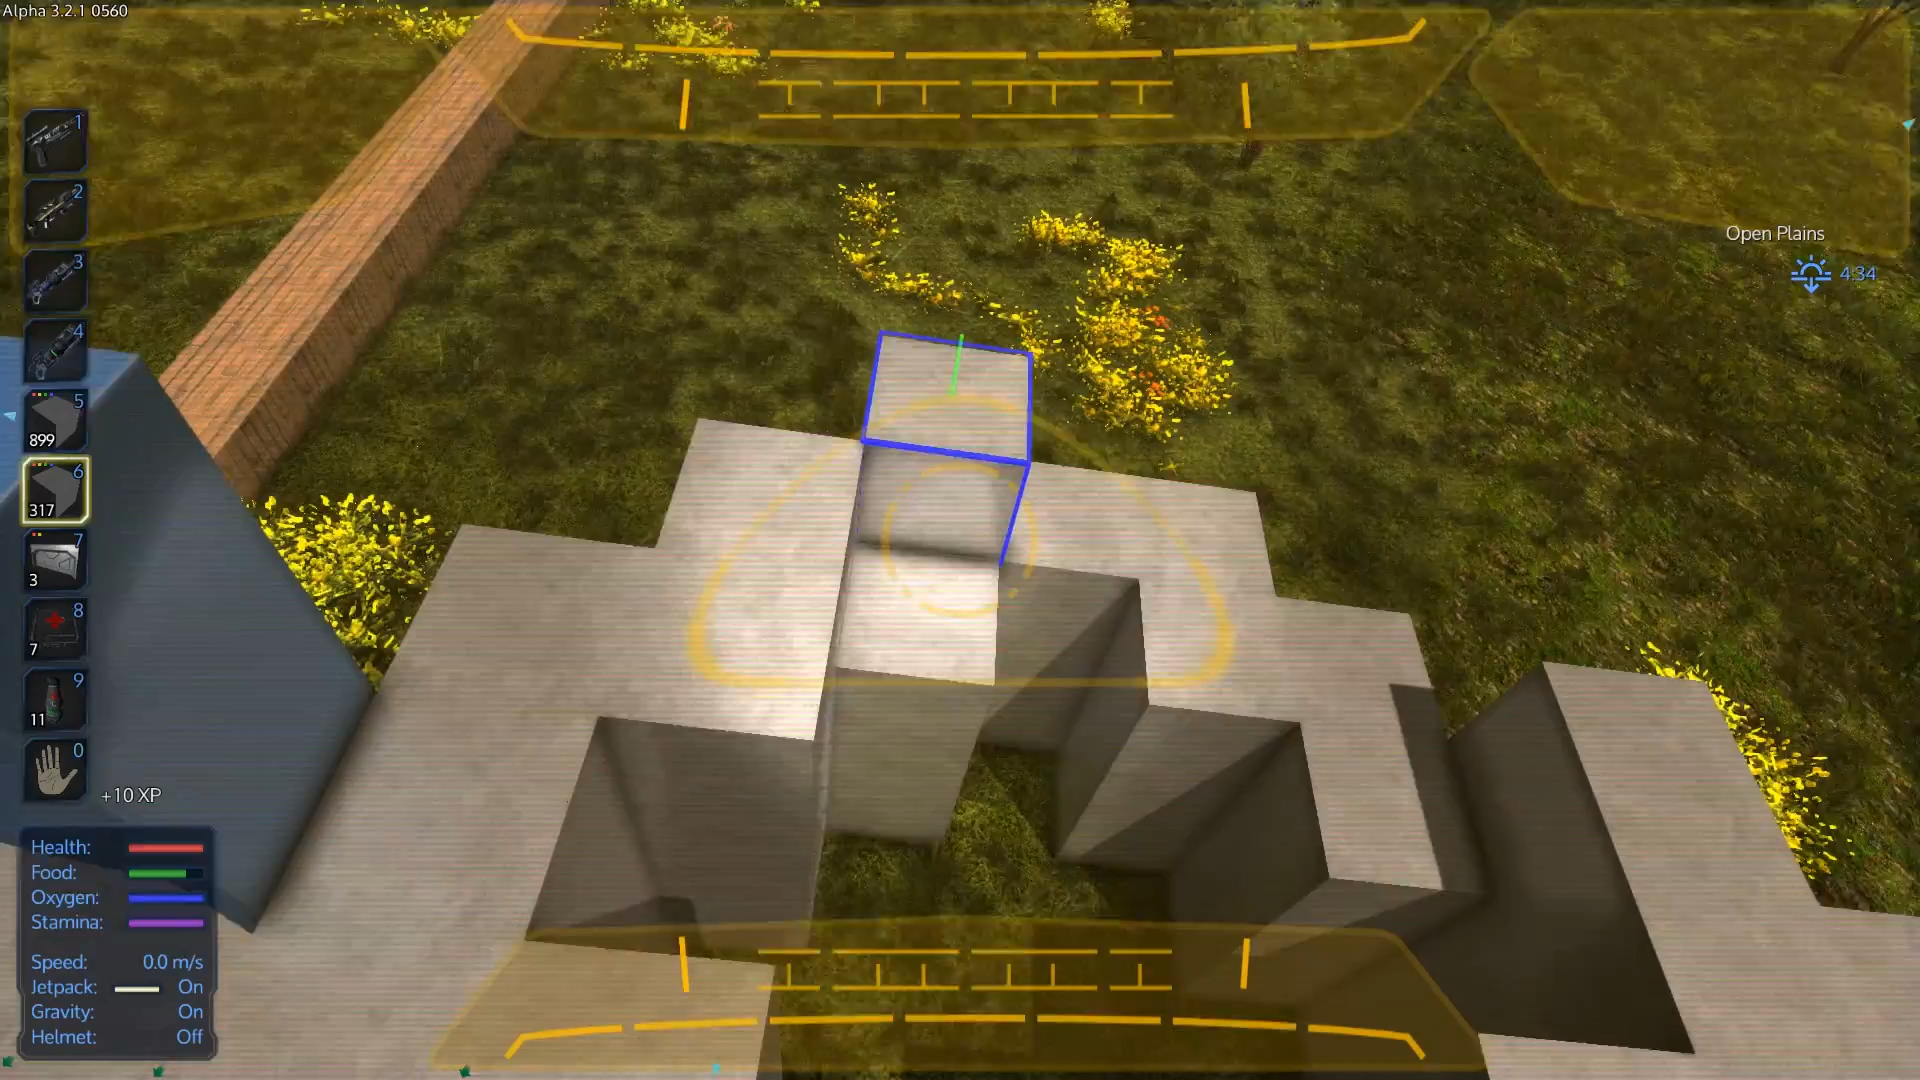 Alpha 3.2.1 0560
1
2
3
4
5
899
6
317
7
3
8
7
9
11
0
+10 XP
Open Plains
4:34
Health:
Food:
Oxygen:
Stamina:
Speed: 0.0 m/s
Jetpack: On
Gravity: On
Helmet: Off